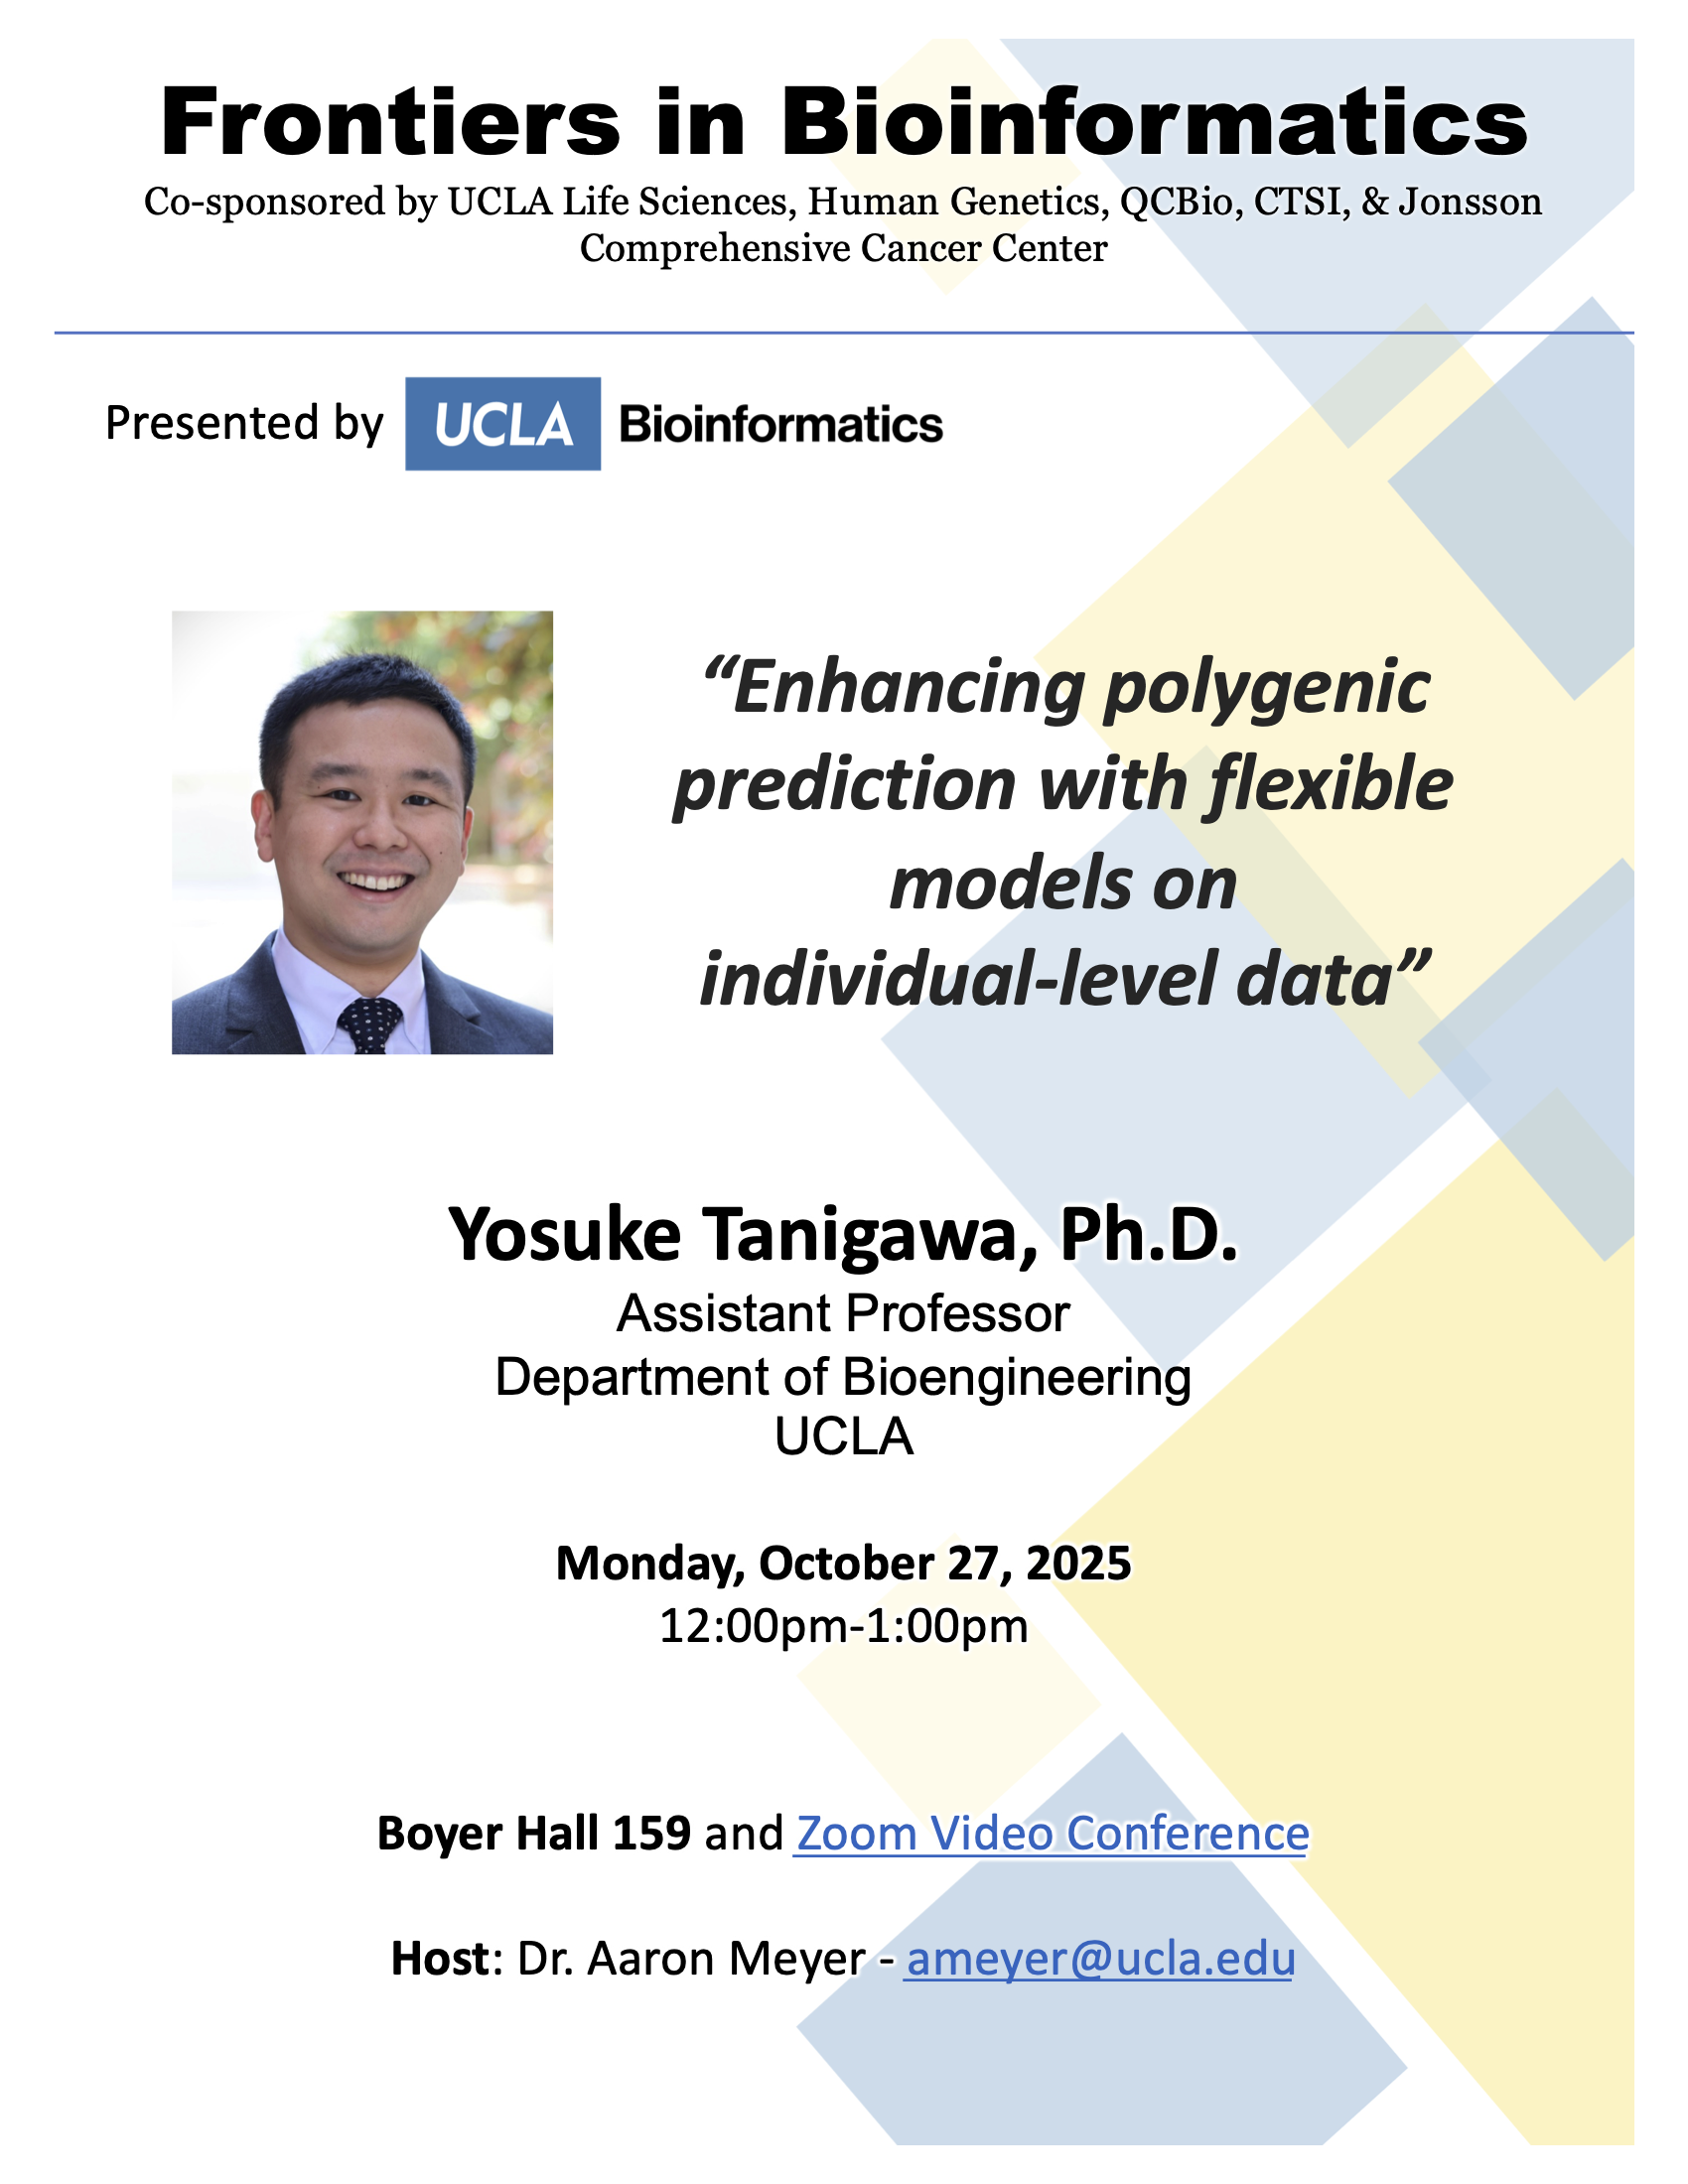 Frontiers in Bioinformatics
Co-sponsored by UCLA Life Sciences, Human Genetics, QCBio, CTSI, & Jonsson
Comprehensive Cancer Center
Presented by UCLA Bioinformatics
“Enhancing polygenic
prediction with flexible
models on
individual-level data”
Yosuke Tanigawa, Ph.D.
Assistant Professor
Department of Bioengineering
UCLA
Monday, October 27, 2025
12:00pm-1:00pm
Boyer Hall 159 and Zoom Video Conference
Host: Dr. Aaron Meyer - ameyer@ucla.edu